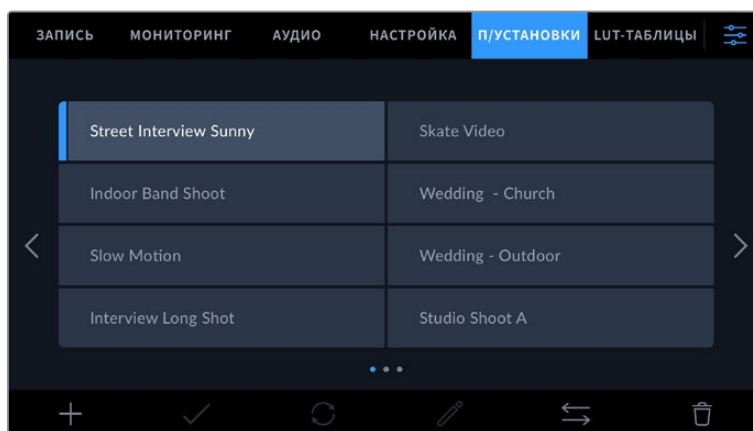 ЗАПИСЬ МОНИТОРИНГ АУДИО НАСТРОЙКА П/УСТАНОВКИ LUT-ТАБЛИЦЫ
Street Interview Sunny Skate Video
Indoor Band Shoot Wedding - Church
Slow Motion Wedding - Outdoor
Interview Long Shot Studio Shoot A